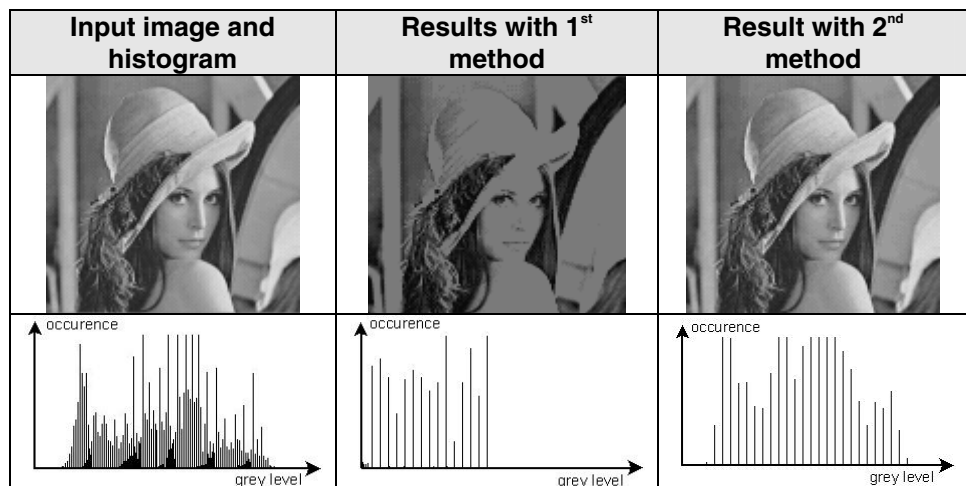 Input image and
histogram
Results with 1st
method
Result with 2nd
method
occurence
grey level
occurence
grey level
occurence
grey level